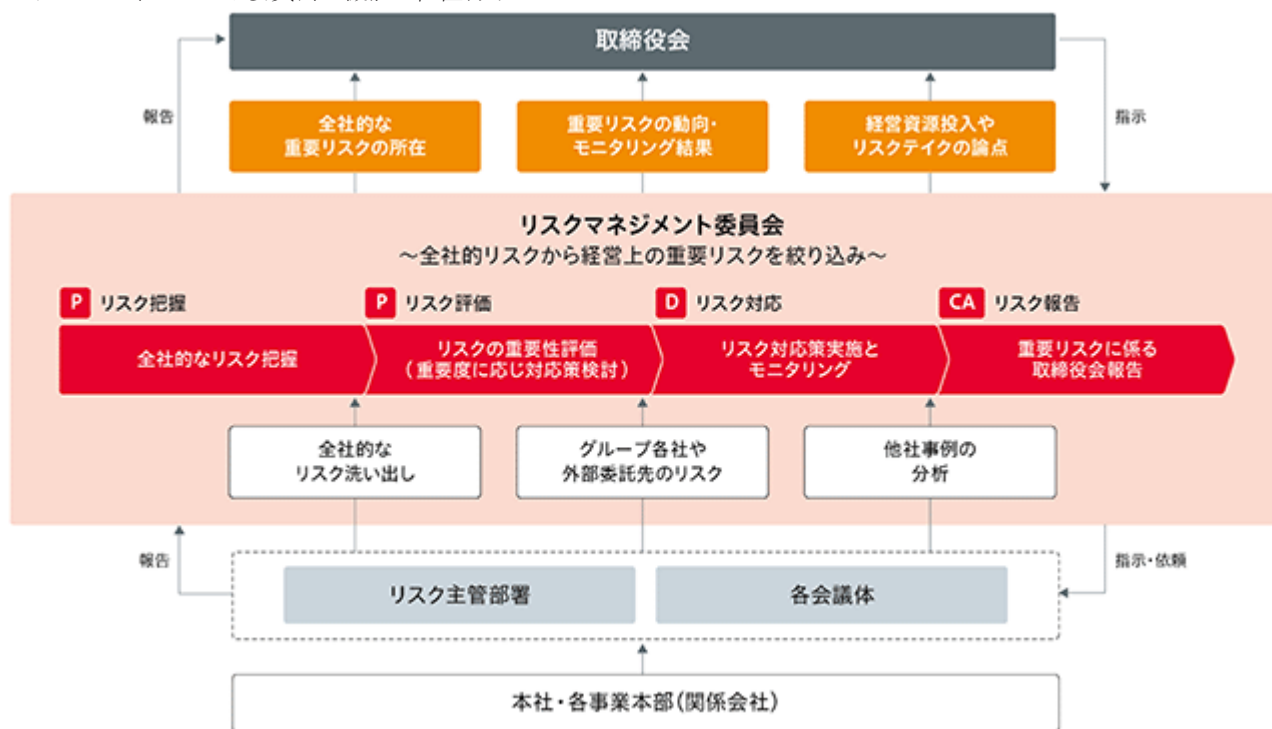 取締役会
報告
全社的な
重要リスクの所在
重要リスクの動向・
モニタリング結果
経営資源投入や
リスクテイクの論点
指示
リスクマネジメント委員会
～全社的リスクから経営上の重要リスクを絞り込み～
P リスク把握
P リスク評価
D リスク対応
CA リスク報告
全社的なリスク把握
リスクの重要性評価
（重要度に応じ対応策検討）
リスク対応策実施と
モニタリング
重要リスクに係る
取締役会報告
全社的な
リスク洗い出し
グループ各社や
外部委託先のリスク
他社事例の
分析
報告
指示・依頼
リスク主管部署
各会議体
本社・各事業本部（関係会社）